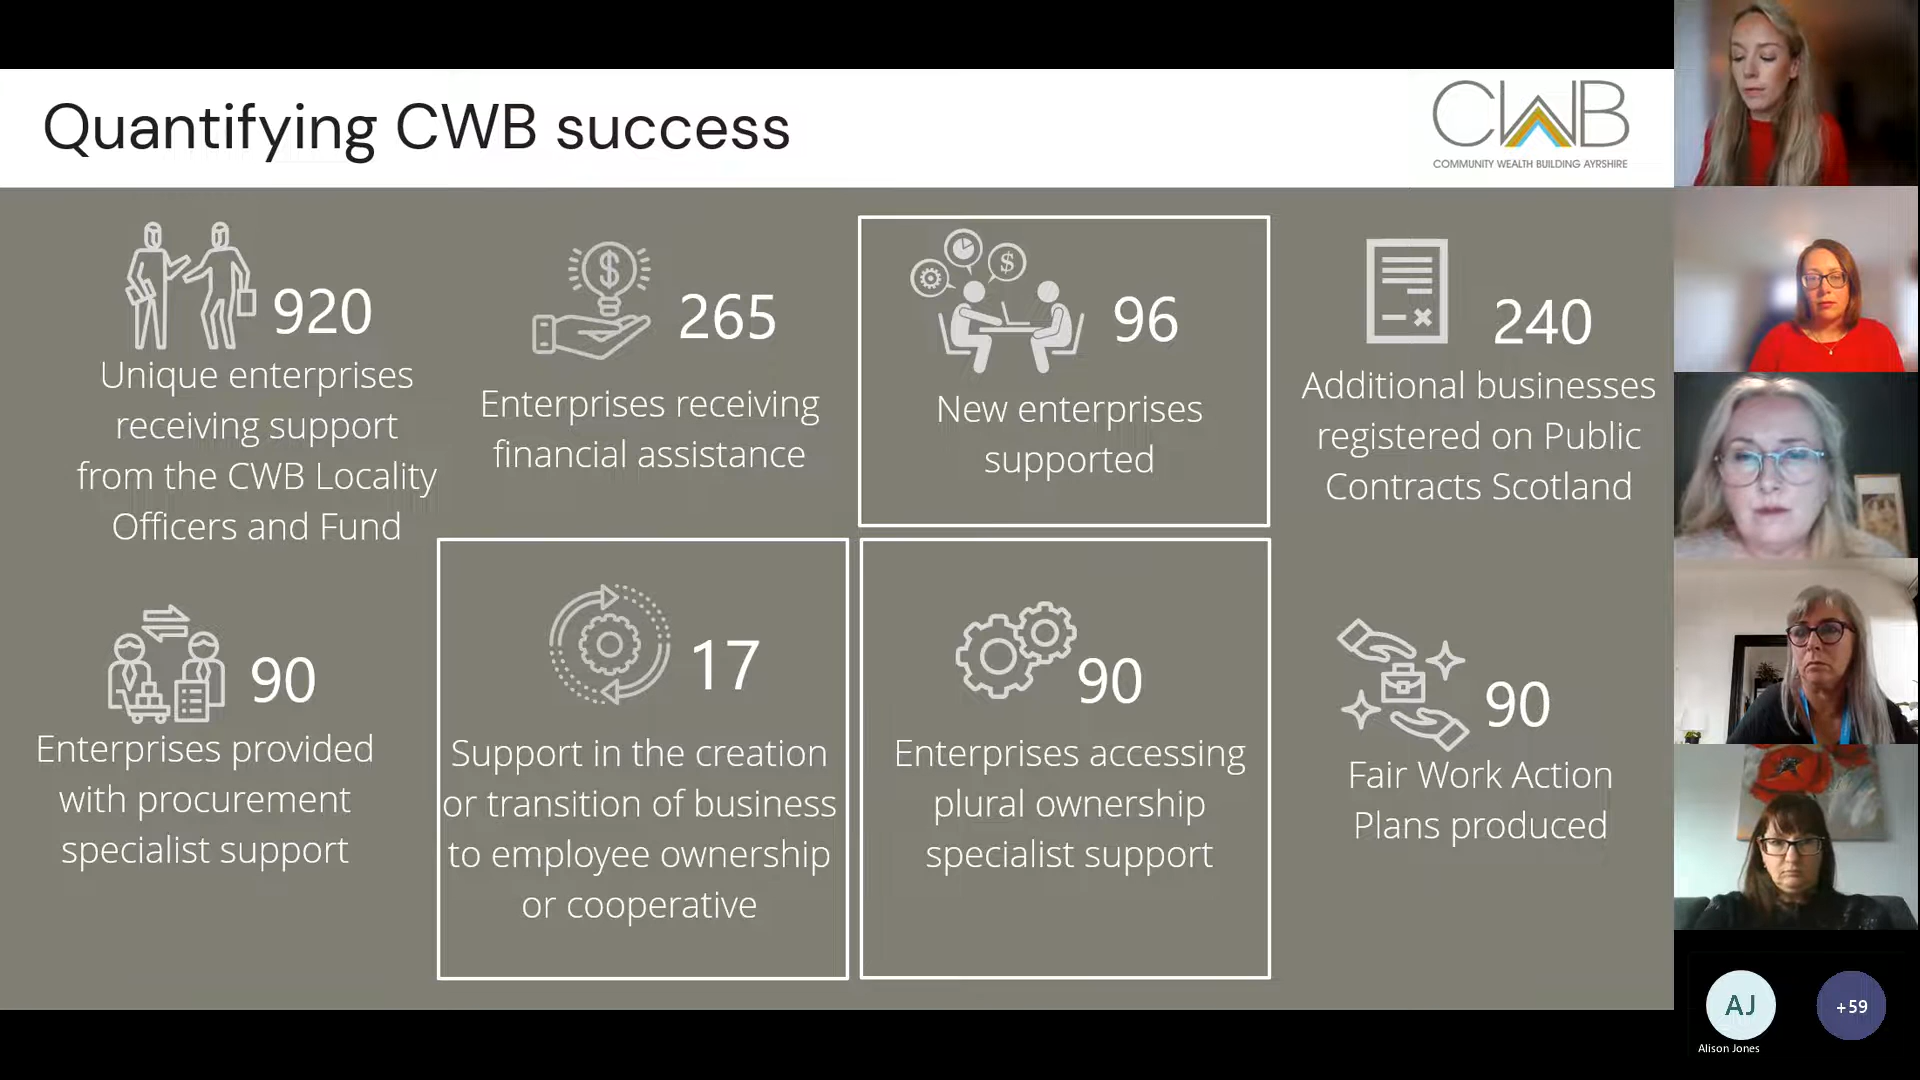 Quantifying CWB success
CWB
COMMUNITY WEALTH BUILDING AYRSHIRE
920
Unique enterprises
receiving support
from the CWB Locality
Officers and Fund
$
265
Enterprises receiving
financial assistance
$
96
New enterprises
supported
240
Additional businesses
registered on Public
Contracts Scotland
90
Enterprises provided
with procurement
specialist support
17
Support in the creation
or transition of business
to employee ownership
or cooperative
90
Enterprises accessing
plural ownership
specialist support
90
Fair Work Action
Plans produced
AJ
Alison Jones
+59